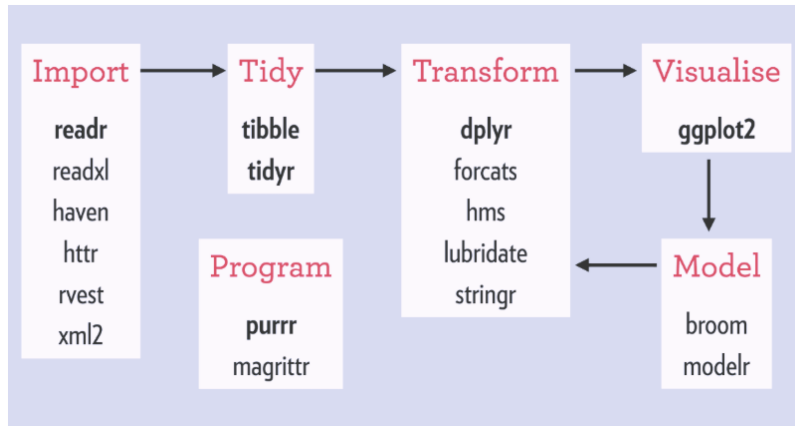 Import
readr
readxl
haven
httr
rvest
xml2
Tidy
tibble
tidyr
Program
purrr
magrittr
Transform
dplyr
forcats
hms
lubridate
stringr
Visualise
ggplot2
Model
broom
modelr